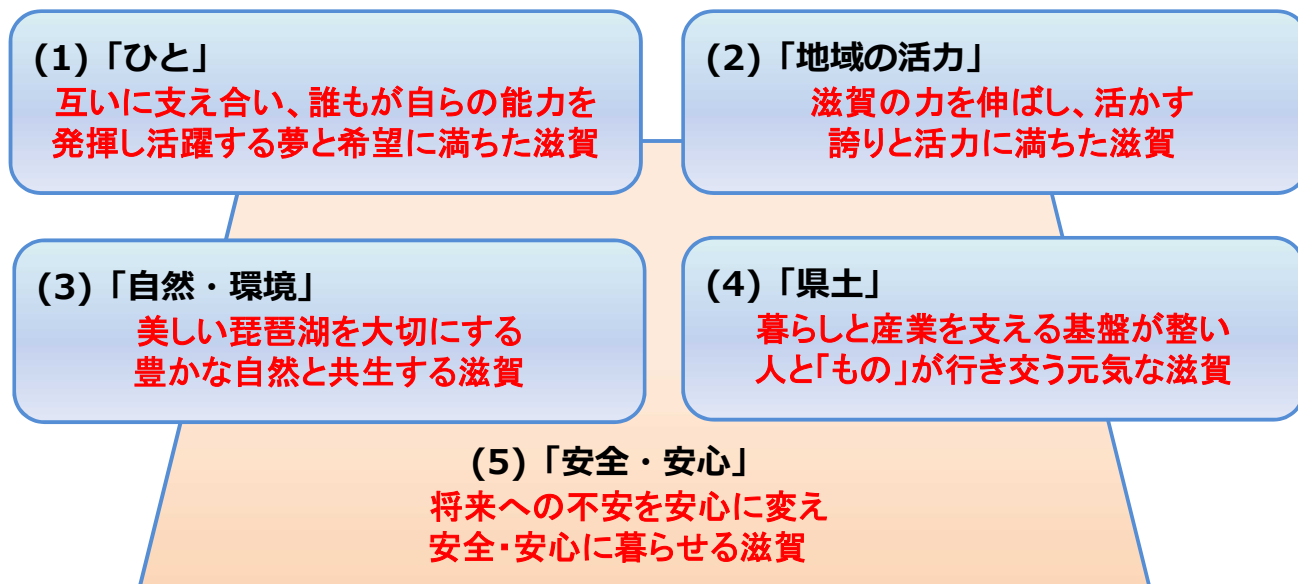 (1)「ひと」
互いに支え合い、誰もが自らの能力を
発揮し活躍する夢と希望に満ちた滋賀
(2)「地域の活力」
滋賀の力を伸ばし、活かす
誇りと活力に満ちた滋賀
(3)「自然・環境」
美しい琵琶湖を大切にする
豊かな自然と共生する滋賀
(4)「県土」
暮らしと産業を支える基盤が整い
人と「もの」が行き交う元気な滋賀
(5)「安全・安心」
将来への不安を安心に変え
安全・安心に暮らせる滋賀